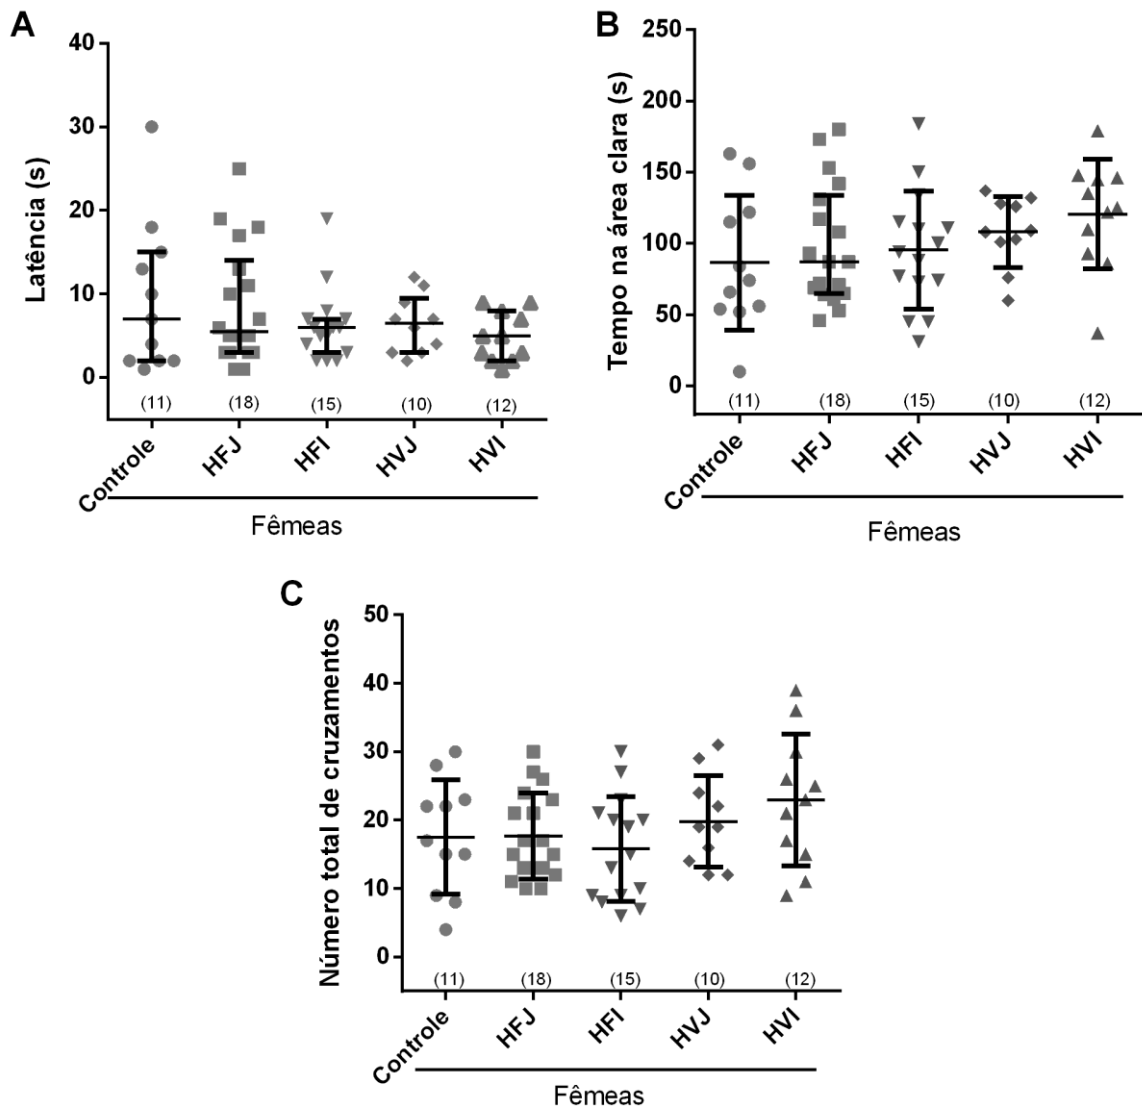 A
Latência (s)
40
30
20
10
0
(11) (18) (15) (10) (12)
Controle HFJ HFI HVJ HVI
Fêmeas
B
Tempo na área clara (s)
250
200
150
100
50
0
(11) (18) (15) (10) (12)
Controle HFJ HFI HVJ HVI
Fêmeas
C
Número total de cruzamentos
50
40
30
20
10
0
(11) (18) (15) (10) (12)
Controle HFJ HFI HVJ HVI
Fêmeas